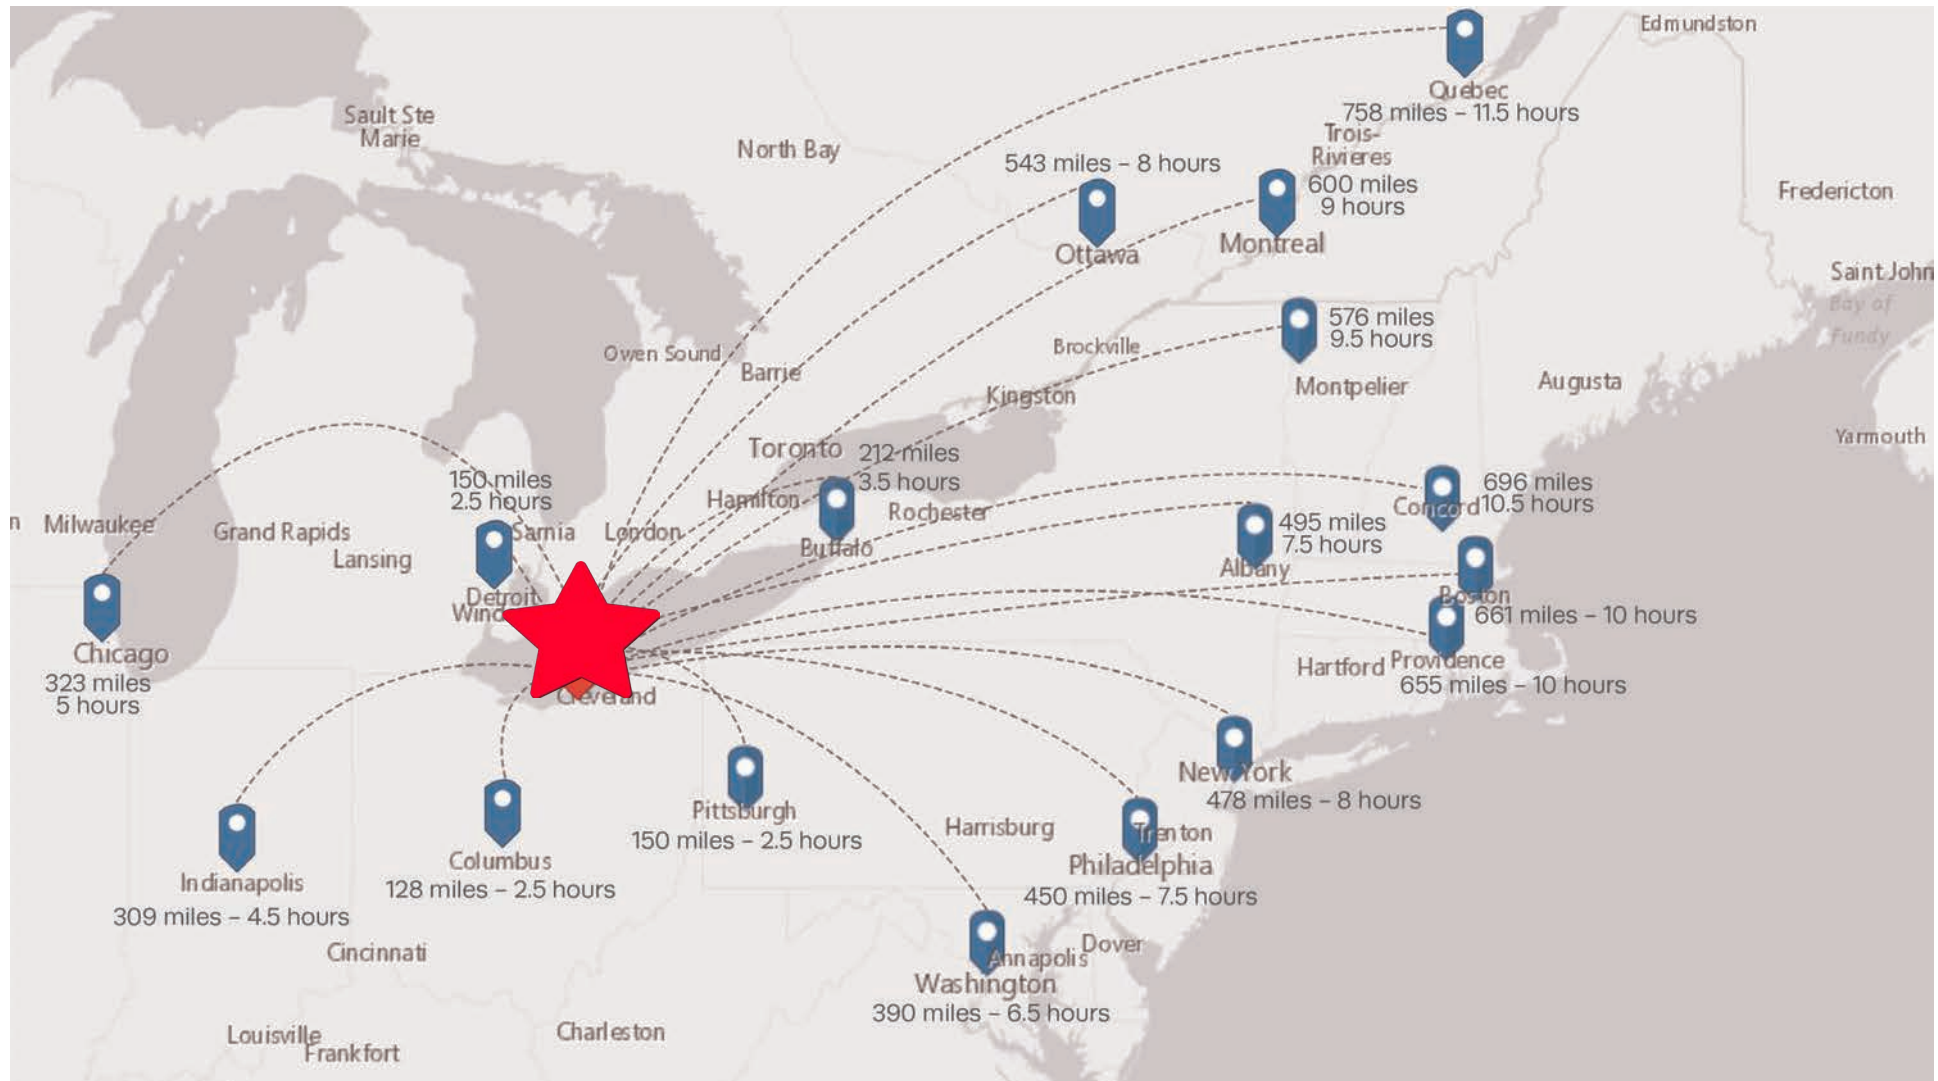 Edmundston
Quebec
758 miles – 11.5 hours
Sault Ste
Marie
North Bay
Trois-
Rivieres
543 miles – 8 hours
600 miles
9 hours
Fredericton
Montreal
Ottawa
Saint John
Bay of
Fundy
576 miles
9.5 hours
Owen Sound
Barrie
Brockville
Kingston
Montpelier
Augusta
Yarmouth
Toronto
212 miles
3.5 hours
150 miles
2.5 hours
Hamilton
Rochester
696 miles
10.5 hours
Concord
n
Milwaukee
Grand Rapids
Lansing
Sarnia
London
Buffalo
495 miles
7.5 hours
Albany
Detroit
Wind
Boston
661 miles – 10 hours
Chicago
323 miles
5 hours
Hartford
Providence
655 miles – 10 hours
Cleveland
New York
478 miles – 8 hours
Pittsburgh
150 miles – 2.5 hours
Harrisburg
Trenton
Philadelphia
450 miles – 7.5 hours
Columbus
128 miles – 2.5 hours
Indianapolis
309 miles – 4.5 hours
Cincinnati
Dover
Annapolis
Washington
390 miles – 6.5 hours
Louisville
Frankfort
Charleston